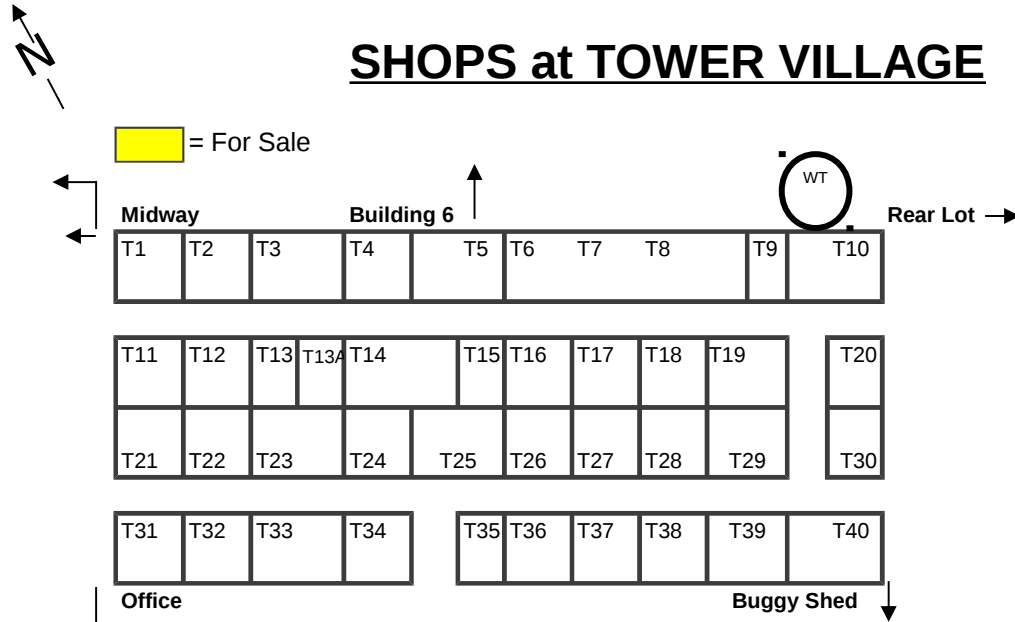 N
SHOPS at TOWER VILLAGE
= For Sale
WT
Midway Building 6 Rear Lot
T1 T2 T3 T4 T5 T6 T7 T8 T9 T10
T11 T12 T13 T13A T14 T15 T16 T17 T18 T19 T20
T21 T22 T23 T24 T25 T26 T27 T28 T29 T30
T31 T32 T33 T34 T35 T36 T37 T38 T39 T40
Office Buggy Shed